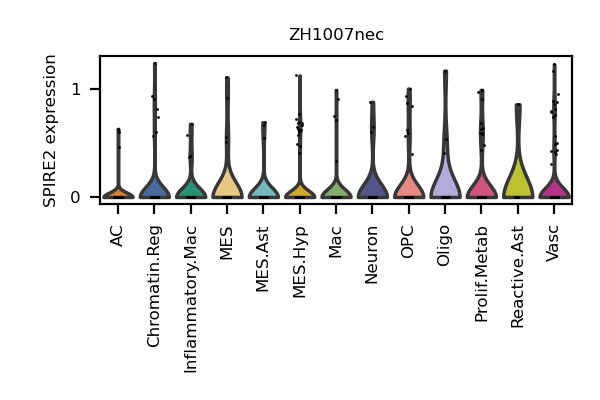 ZH1007nec
SPIRE2 expression
1
0
AC
Chromatin.Reg
Inflammatory.Mac
MES
MES.Ast
MES.Hyp
Mac
Neuron
OPC
Oligo
Prolif.Metab
Reactive.Ast
Vasc